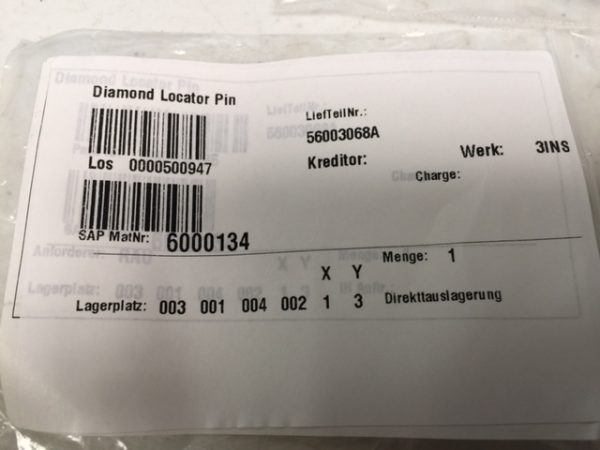 Diamond Locator Pin
LiefTeilNr.:
56003068A
Los 0000500947
Kreditor:
Werk: 3INS
Charge:
SAP MatNr: 6000134
Menge: 1
X Y
Lagerplatz: 003 001 004 002 1 3 Direkttauslagerung